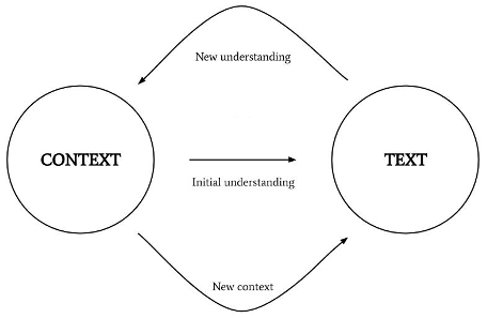 New understanding
CONTEXT
TEXT
Initial understanding
New context